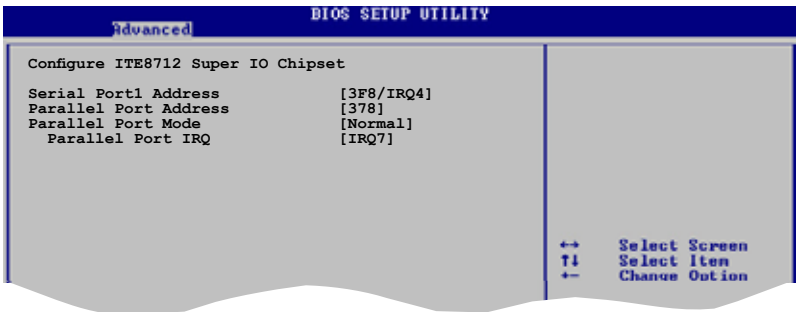 BIOS SETUP UTILITY
Advanced
Configure ITE8712 Super IO Chipset
Serial Port1 Address [3F8/IRQ4]
Parallel Port Address [378]
Parallel Port Mode [Normal]
Parallel Port IRQ [IRQ7]
←→ Select Screen
↑↓ Select Item
+- Change Option